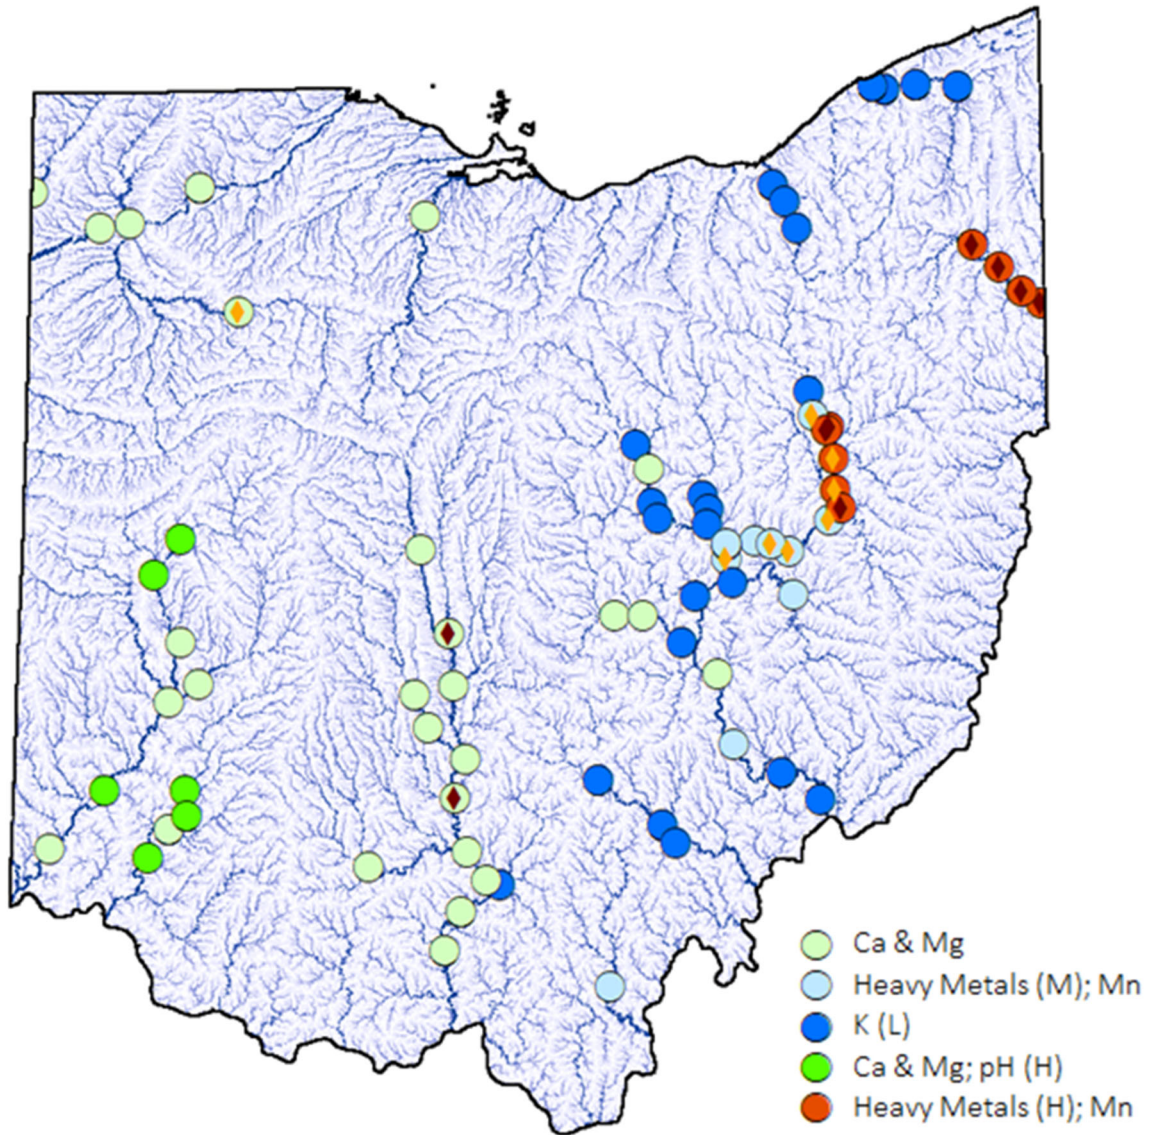 Ca & Mg
Heavy Metals (M); Mn
K (L)
Ca & Mg; pH (H)
Heavy Metals (H); Mn